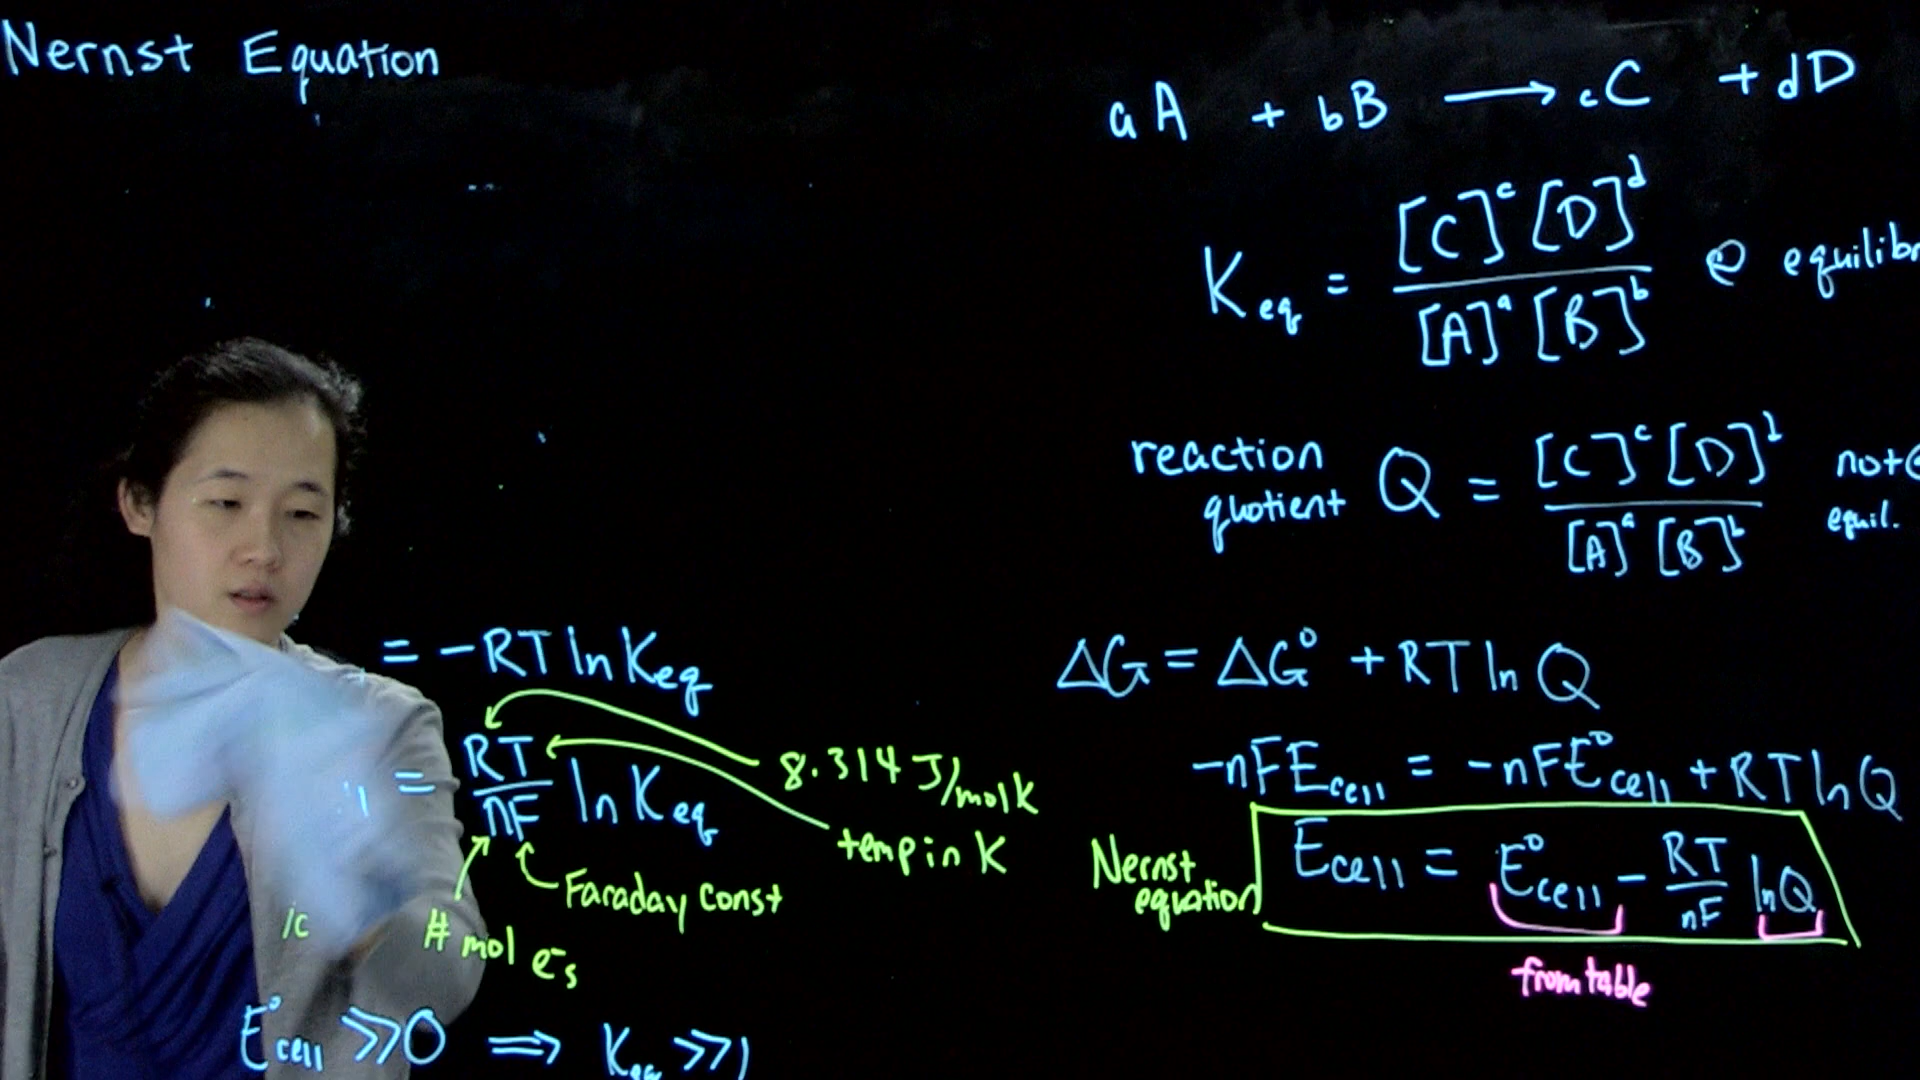 Nernst Equation
aA + bB ⟶ cC + dD
Keq = [C]^c [D]^d / [A]^a [B]^b @ equilibr
reaction quotient Q = [C]^c [D]^d / [A]^a [B]^b not @ equil.
= -RT ln Keq
= RT/nF ln Keq
8.314 J/mol K
temp in K
Faraday const
# mol e⁻s
E°cell >> 0 ⟹ Keq >> 1
ΔG = ΔG° + RT ln Q
-nFEcell = -nFE°cell + RT ln Q
Nernst equation
Ecell = E°cell - RT/nF ln Q
from table